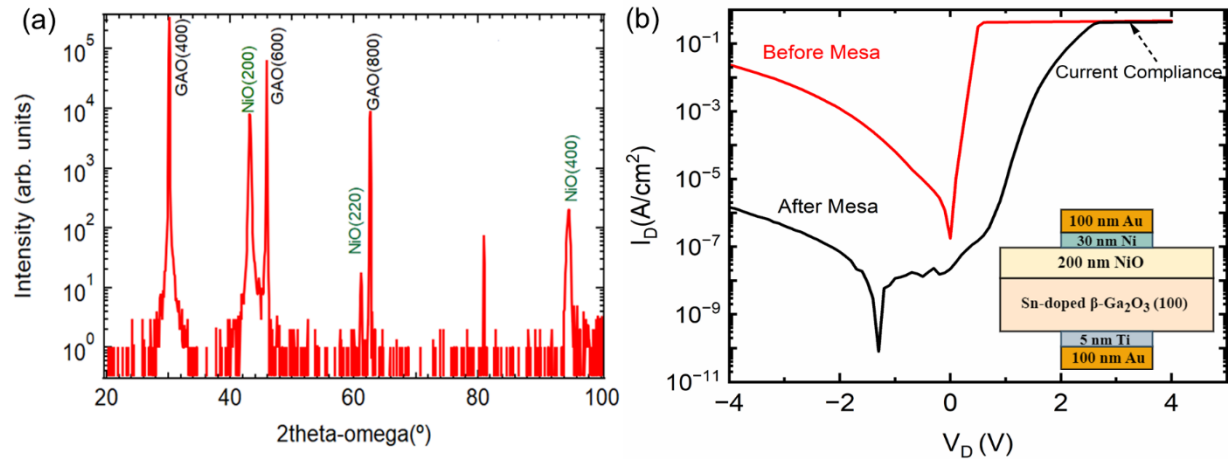 (a)
Intensity (arb. units)
10⁵
10⁴
10³
10²
10¹
10⁰
GAO(400)
NiO(200)
GAO(600)
NiO(220)
GAO(800)
NiO(400)
20
40
60
80
100
2theta-omega(º)
(b)
I_D(A/cm²)
10⁻¹
10⁻³
10⁻⁵
10⁻⁷
10⁻⁹
10⁻¹¹
Before Mesa
Current Compliance
After Mesa
100 nm Au
30 nm Ni
200 nm NiO
Sn-doped β-Ga₂O₃ (100)
5 nm Ti
100 nm Au
−4
−2
0
2
4
V_D (V)